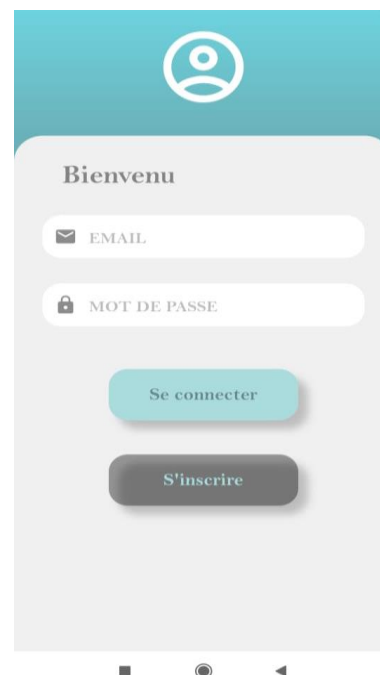 Bienvenu
EMAIL
MOT DE PASSE
Se connecter
S'inscrire